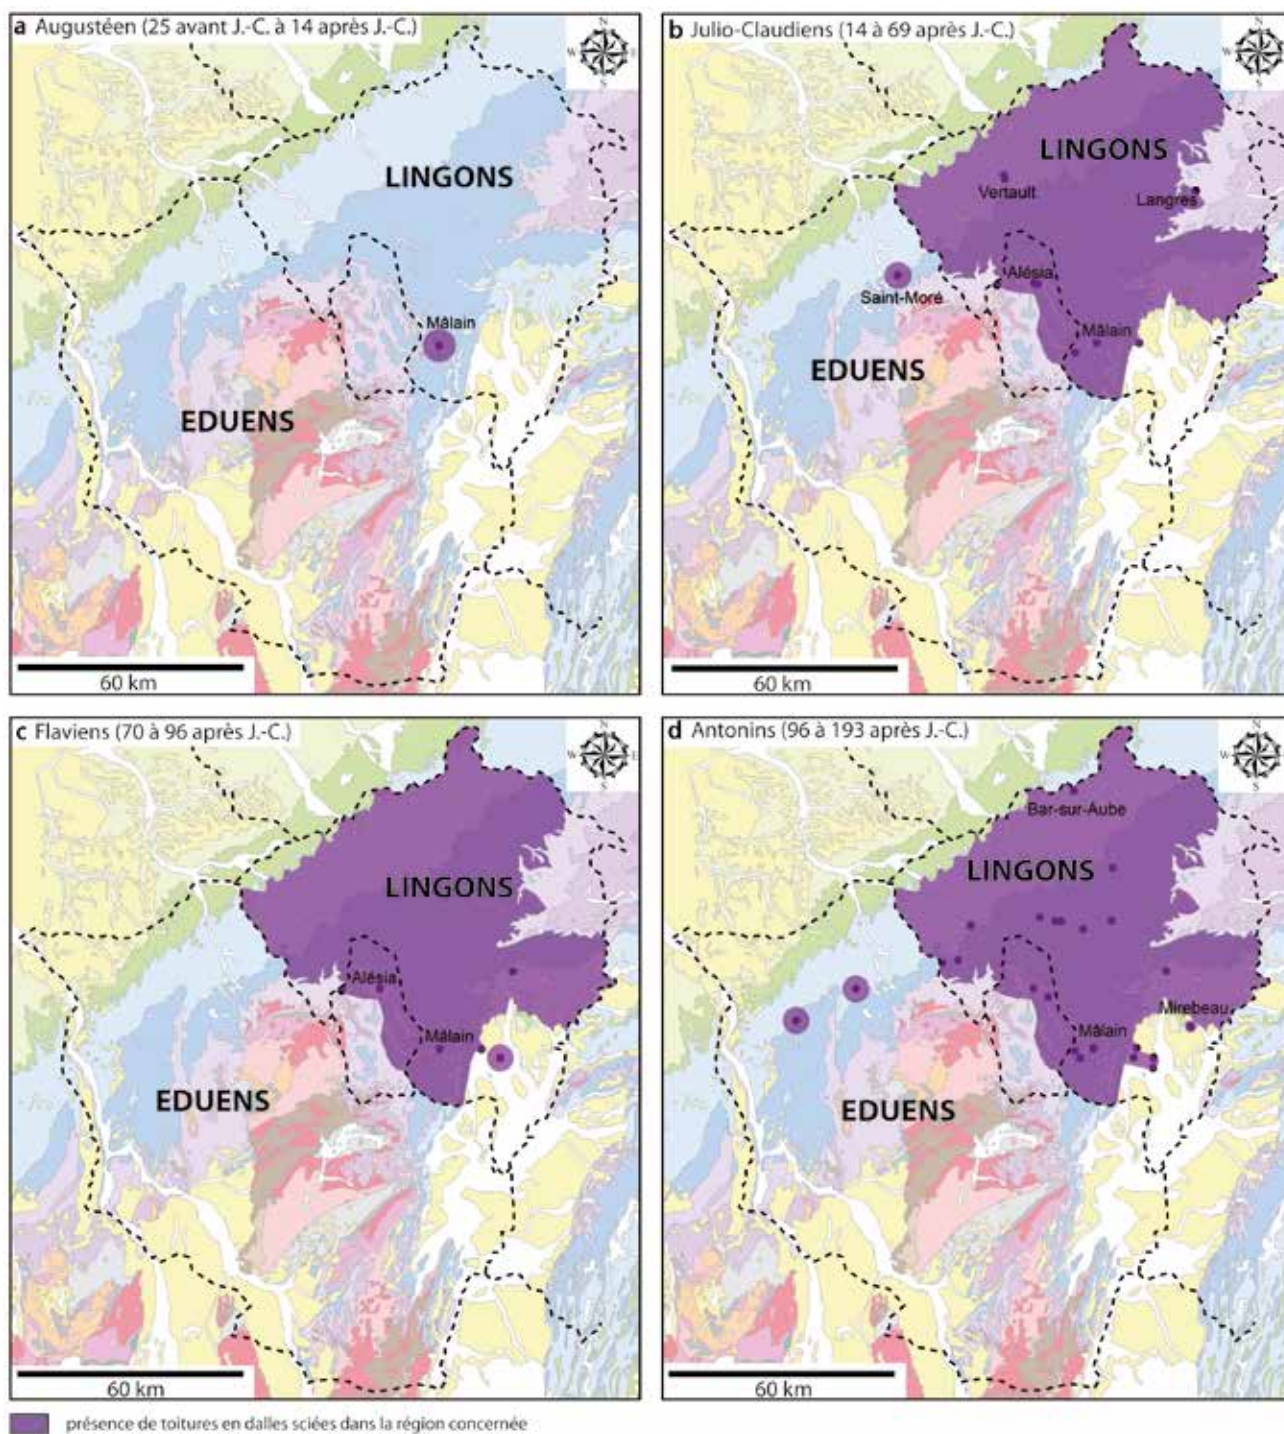 a Augustéen (25 avant J.-C. à 14 après J.-C.)
N
W
E
S
LINGONS
Mâlain
EDUENS
60 km
b Julio-Claudiens (14 à 69 après J.-C.)
N
W
E
S
LINGONS
Vertault
Langres
Alésia
Saint-Moré
Mâlain
EDUENS
60 km
c Flaviens (70 à 96 après J.-C.)
N
W
E
S
LINGONS
Alésia
Mâlain
EDUENS
60 km
d Antonins (96 à 193 après J.-C.)
N
W
E
S
Bar-sur-Aube
LINGONS
Mirebeau
Mâlain
EDUENS
60 km
présence de toitures en dalles sciées dans la région concernée